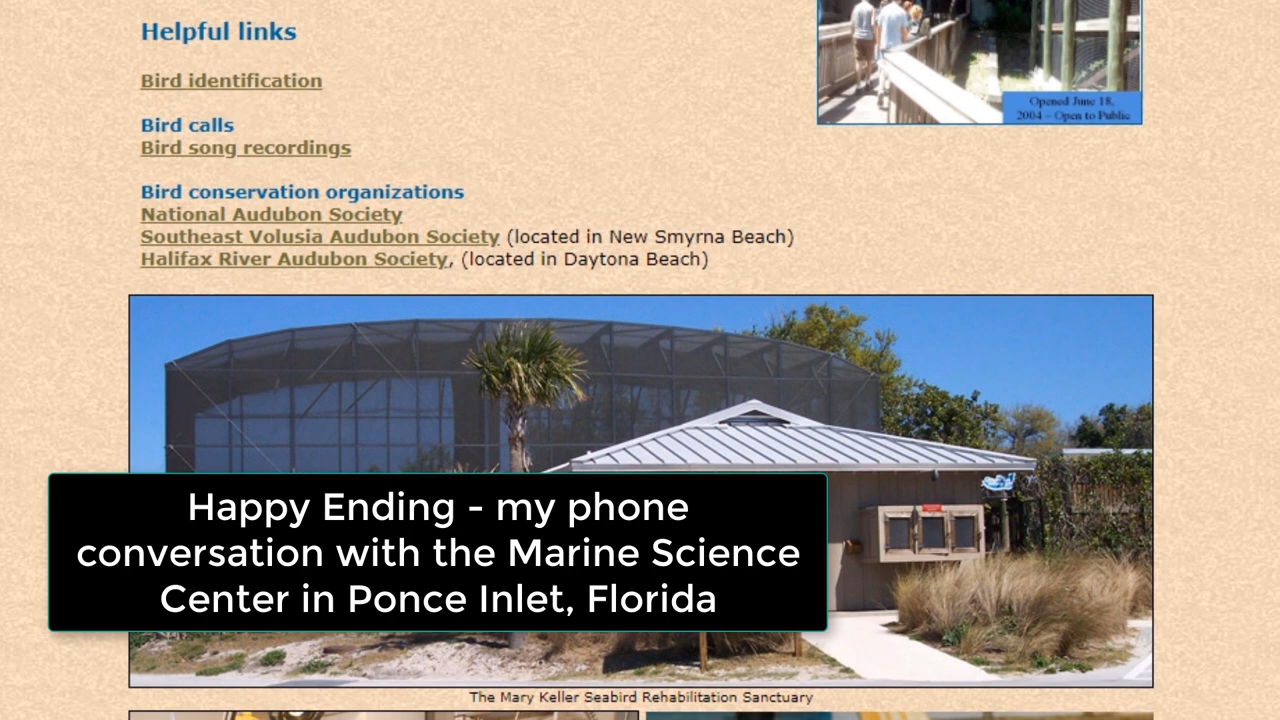 Helpful links
Opened June 18,
2004 – Open to Public
Bird identification
Bird calls
Bird song recordings
Bird conservation organizations
National Audubon Society
Southeast Volusia Audubon Society (located in New Smyrna Beach)
Halifax River Audubon Society, (located in Daytona Beach)
Happy Ending - my phone
conversation with the Marine Science
Center in Ponce Inlet, Florida
The Mary Keller Seabird Rehabilitation Sanctuary